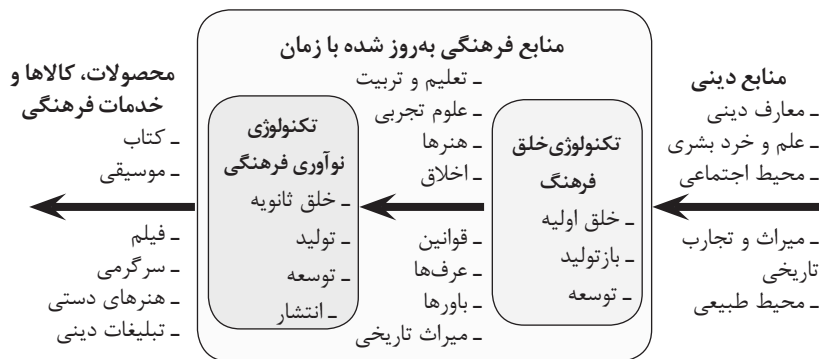 منابع فرهنگی به‌روز شده با زمان
منابع دینی
ـ معارف دینی
ـ علم و خرد بشری
ـ محیط اجتماعی
ـ میراث و تجارب
تاریخی
ـ محیط طبیعی
تکنولوژی خلق
فرهنگ
ـ خلق اولیه
ـ بازتولید
ـ توسعه
ـ تعلیم و تربیت
ـ علوم تجربی
ـ هنرها
ـ اخلاق
ـ قوانین
ـ عرف‌ها
ـ باورها
ـ میراث تاریخی
تکنولوژی
نوآوری فرهنگی
ـ خلق ثانویه
ـ تولید
ـ توسعه
ـ انتشار
محصولات، کالاها و
خدمات فرهنگی
ـ کتاب
ـ موسیقی
ـ فیلم
ـ سرگرمی
ـ هنرهای دستی
ـ تبلیغات دینی